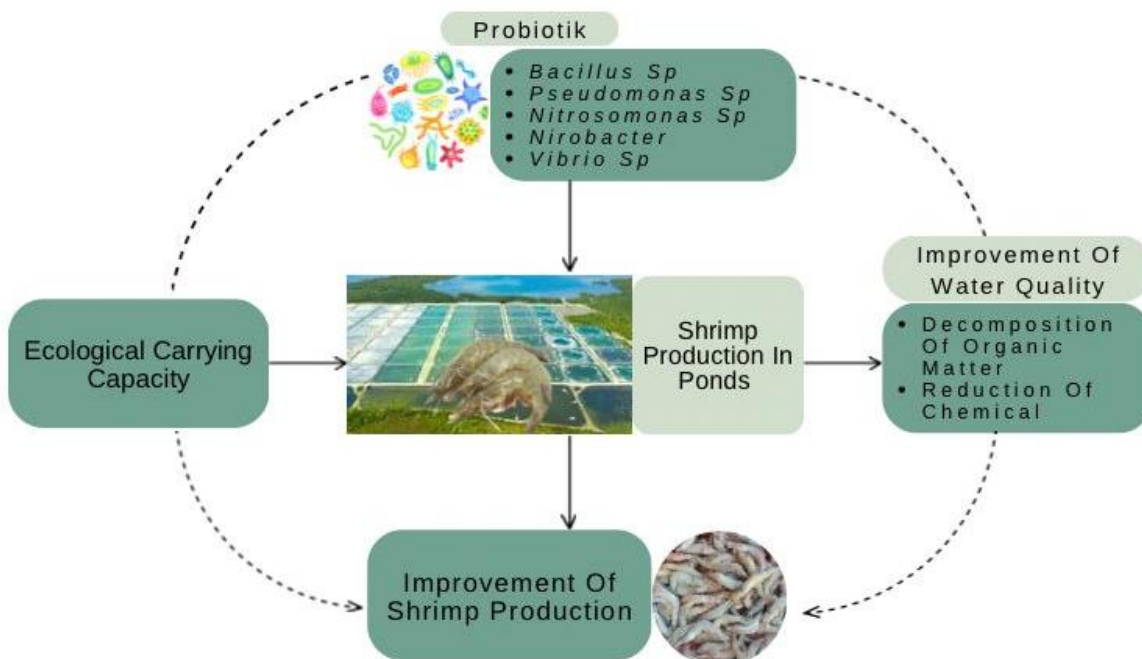 Probiotik
• Bacillus Sp
• Pseudomonas Sp
• Nitrosomonas Sp
• Nirobacter
• Vibrio Sp
Ecological Carrying
Capacity
Shrimp
Production In
Ponds
Improvement Of
Water Quality
• Decomposition
Of Organic
Matter
• Reduction Of
Chemical
Improvement Of
Shrimp Production